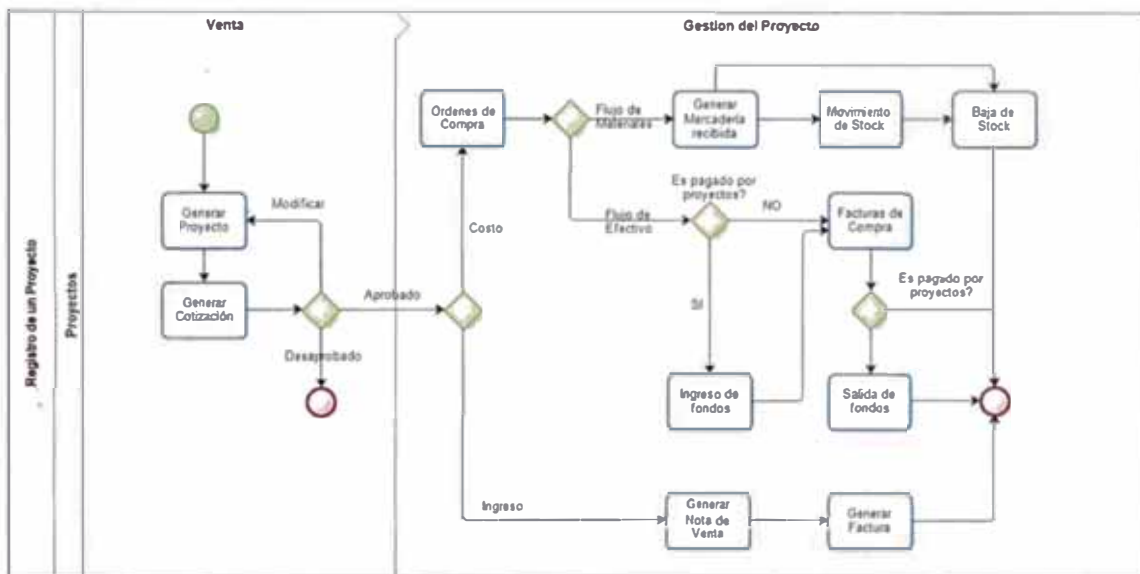 Venta
Gestion del Proyecto
Registro de un Proyecto
Proyectos
Generar
Proyecto
Modificar
Generar
Cotización
Aprobado
Desaprobado
Costo
Ordenes de
Compra
Flujo de
Materiales
Generar
Mercadería
recibida
Movimiento
de Stock
Baja de
Stock
Es pagado por
proyectos?
Flujo de
Efectivo
NO
SI
Facturas de
Compra
Es pagado por
proyectos?
Ingreso de
fondos
Salida de
fondos
Ingreso
Generar
Nota de
Venta
Generar
Factura